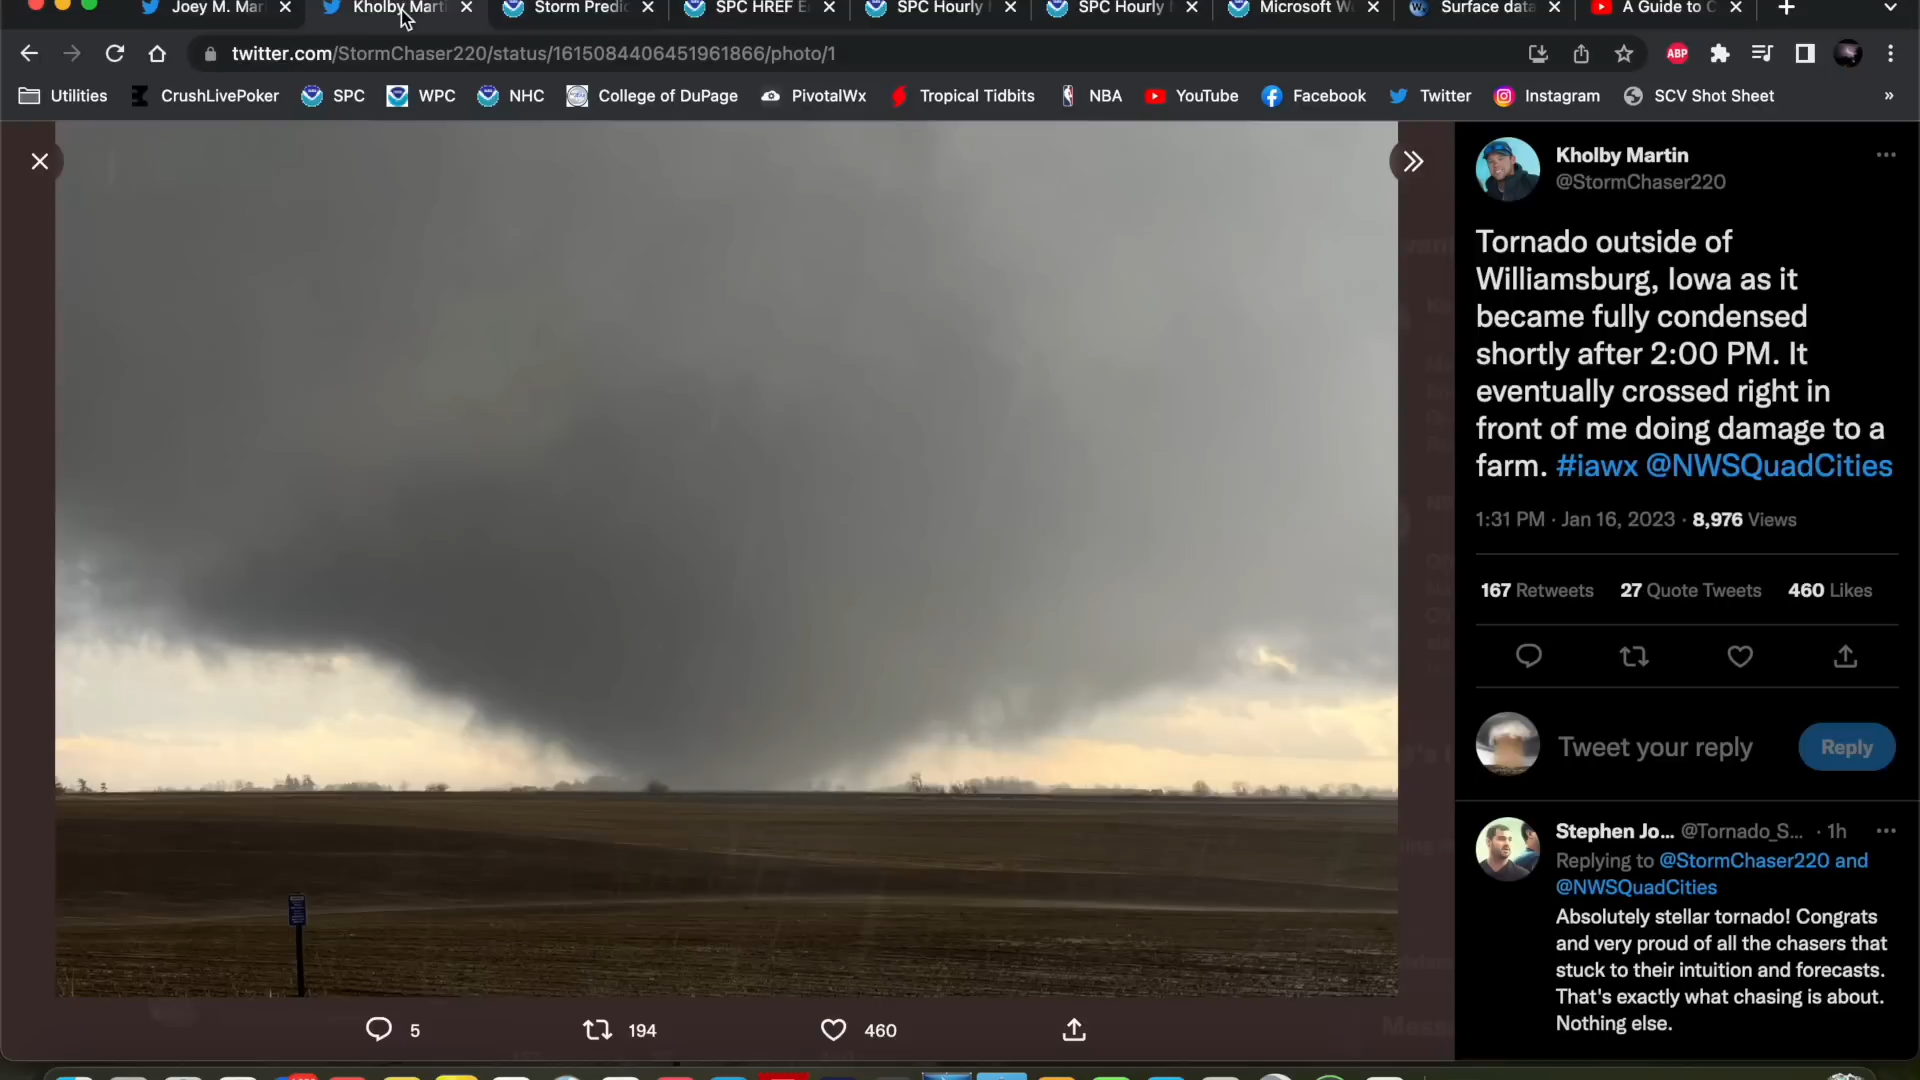 Joey M. Mar
Kholby Marti
Storm Predic
SPC HREF E
SPC Hourly
SPC Hourly
Microsoft W
Surface data
A Guide to C
twitter.com/StormChaser220/status/1615084406451961866/photo/1
ABP
Utilities
CrushLivePoker
SPC
WPC
NHC
College of DuPage
PivotalWx
Tropical Tidbits
NBA
YouTube
Facebook
Twitter
Instagram
SCV Shot Sheet
»
Kholby Martin
@StormChaser220
Tornado outside of
Williamsburg, Iowa as it
became fully condensed
shortly after 2:00 PM. It
eventually crossed right in
front of me doing damage to a
farm. #iawx @NWSQuadCities
1:31 PM · Jan 16, 2023 · 8,976 Views
167 Retweets 27 Quote Tweets 460 Likes
Tweet your reply
Reply
Stephen Jo... @Tornado_S... · 1h
Replying to @StormChaser220 and
@NWSQuadCities
Absolutely stellar tornado! Congrats
and very proud of all the chasers that
stuck to their intuition and forecasts.
That's exactly what chasing is about.
Nothing else.
5
194
460